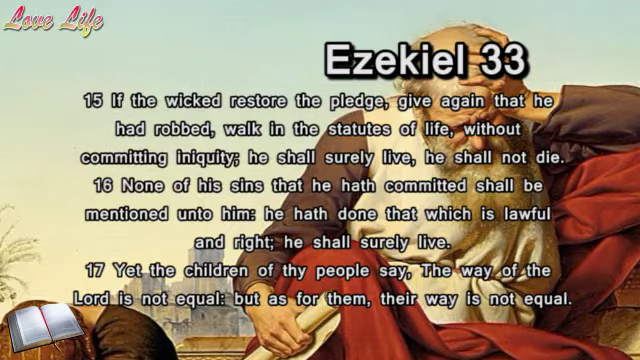 Love Life
Ezekiel 33
15 If the wicked restore the pledge, give again that he
had robbed, walk in the statutes of life, without
committing iniquity; he shall surely live, he shall not die.
16 None of his sins that he hath committed shall be
mentioned unto him: he hath done that which is lawful
and right; he shall surely live.
17 Yet the children of thy people say, The way of the
Lord is not equal: but as for them, their way is not equal.